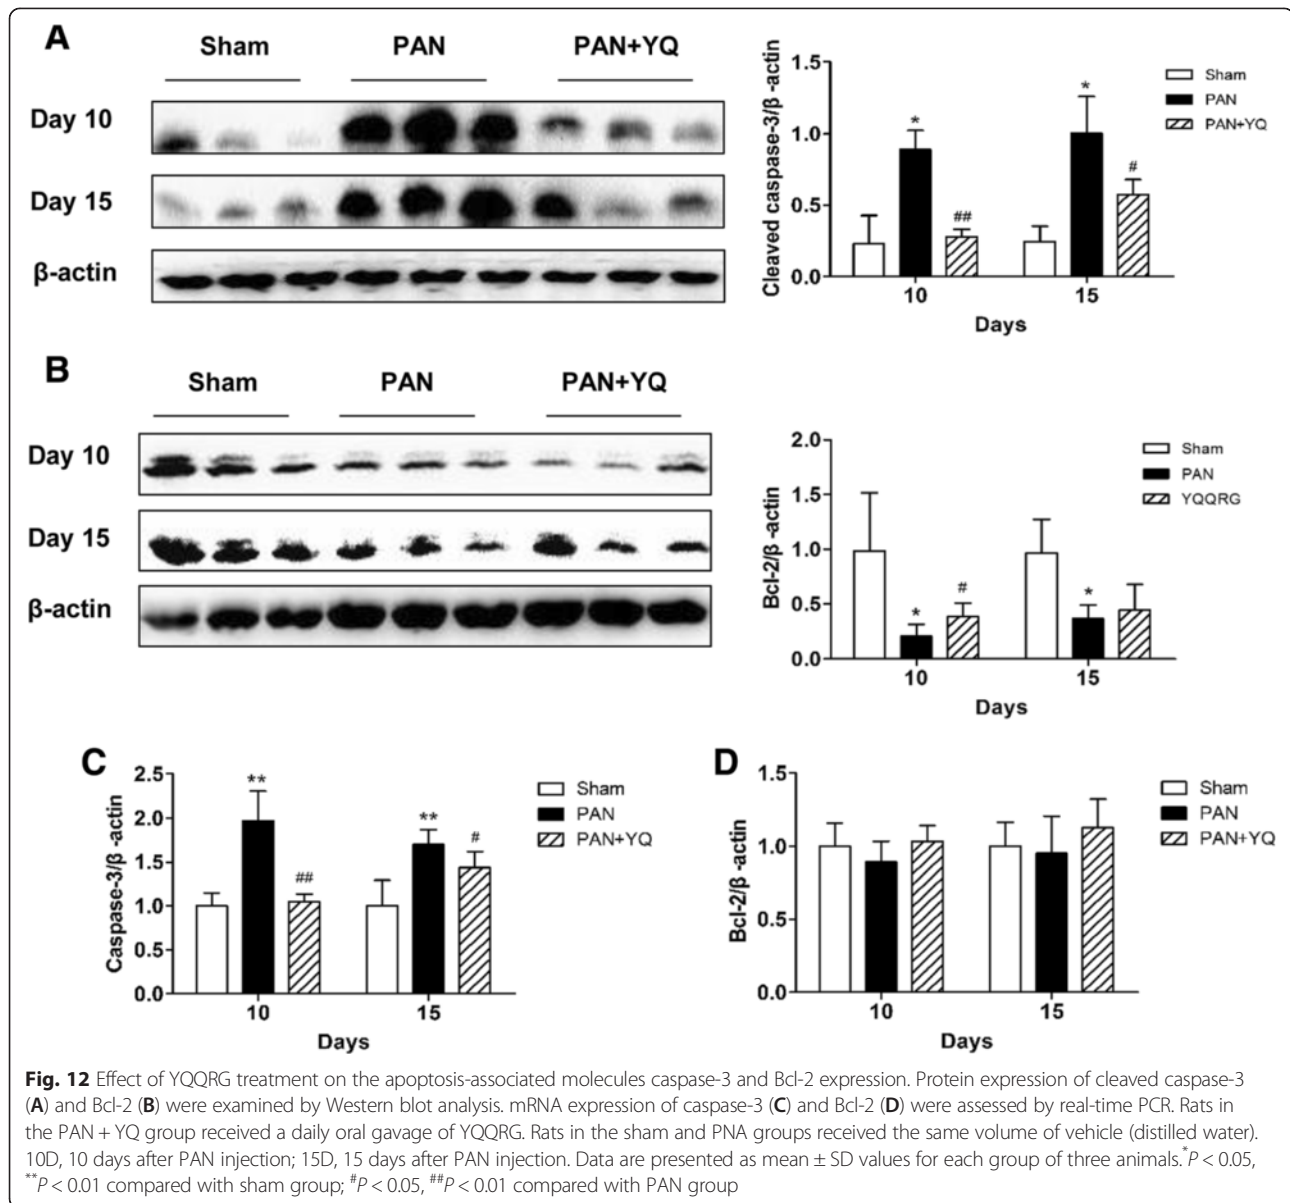 A
Sham PAN PAN+YQ
Day 10
Day 15
β-actin
Cleaved caspase-3/β -actin
1.5
1.0
0.5
0.0
* ## * #
10 15
Days
Sham
PAN
PAN+YQ
B
Sham PAN PAN+YQ
Day 10
Day 15
β-actin
Bcl-2/β -actin
2.0
1.5
1.0
0.5
0.0
* # *
10 15
Days
Sham
PAN
YQQRG
C
Caspase-3/β -actin
2.5
2.0
1.5
1.0
0.5
0.0
** ## ** #
10 15
Days
Sham
PAN
PAN+YQ
D
Bcl-2/β -actin
1.5
1.0
0.5
0.0
10 15
Days
Sham
PAN
PAN+YQ
Fig. 12 Effect of YQQRG treatment on the apoptosis-associated molecules caspase-3 and Bcl-2 expression. Protein expression of cleaved caspase-3
(A) and Bcl-2 (B) were examined by Western blot analysis. mRNA expression of caspase-3 (C) and Bcl-2 (D) were assessed by real-time PCR. Rats in
the PAN + YQ group received a daily oral gavage of YQQRG. Rats in the sham and PNA groups received the same volume of vehicle (distilled water).
10D, 10 days after PAN injection; 15D, 15 days after PAN injection. Data are presented as mean ± SD values for each group of three animals. *P < 0.05,
**P < 0.01 compared with sham group; #P < 0.05, ##P < 0.01 compared with PAN group